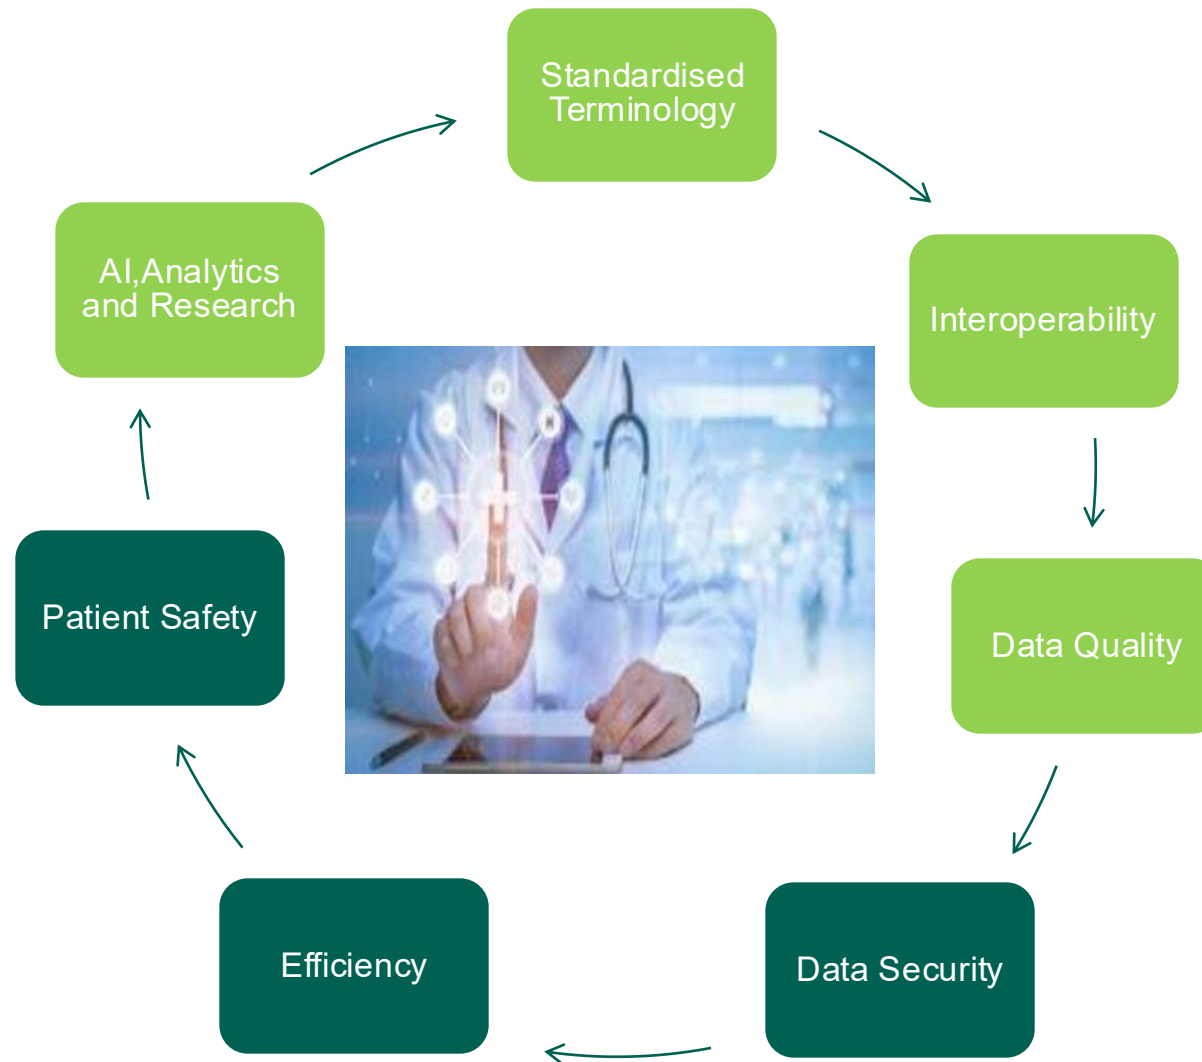 Standardised
Terminology
Interoperability
Data Quality
Data Security
Efficiency
Patient Safety
AI,Analytics
and Research